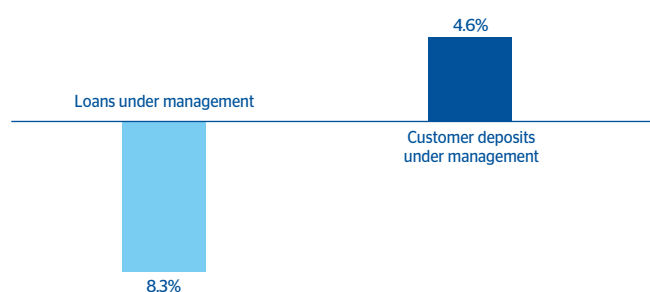 4.6%
Loans under management
Customer deposits
under management
8.3%